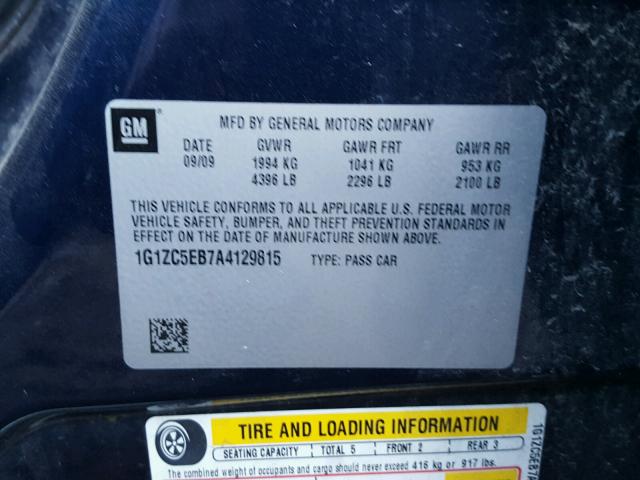 GM
MFD BY GENERAL MOTORS COMPANY
DATE GVWR GAWR FRT GAWR RR
09/09 1994 KG 1041 KG 953 KG
4396 LB 2296 LB 2100 LB
THIS VEHICLE CONFORMS TO ALL APPLICABLE U.S. FEDERAL MOTOR
VEHICLE SAFETY, BUMPER, AND THEFT PREVENTION STANDARDS IN
EFFECT ON THE DATE OF MANUFACTURE SHOWN ABOVE.
1G1ZC5EB7A4129815 TYPE: PASS CAR
TIRE AND LOADING INFORMATION
SEATING CAPACITY TOTAL 5 FRONT 2 REAR 3
The combined weight of occupants and cargo should never exceed 416 kg or 917 lbs.
1G1ZC5EB7